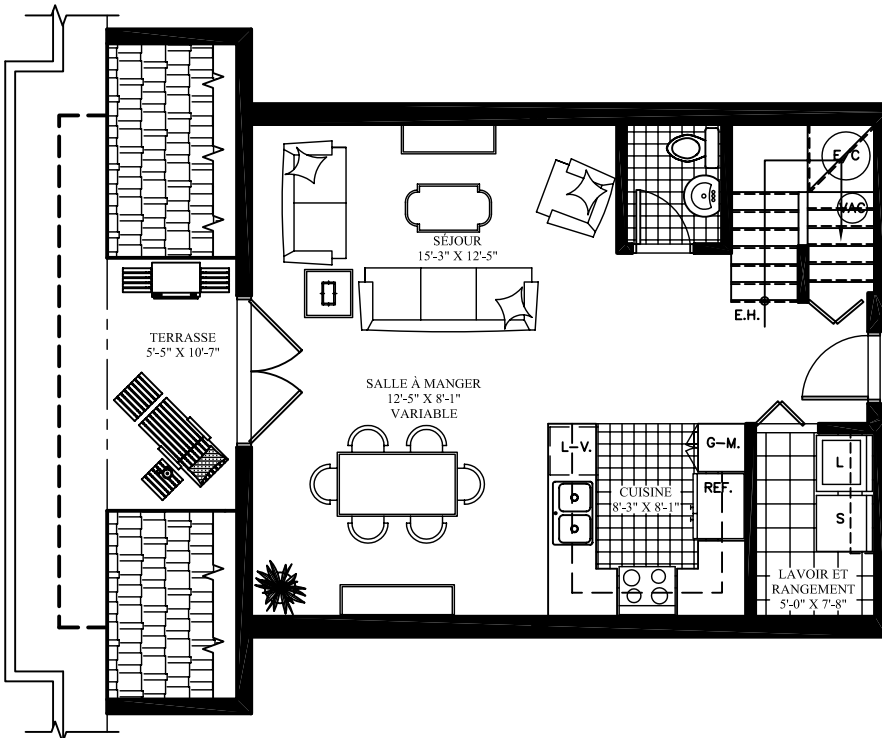 E/C
VAC
SÉJOUR
15'-3" X 12'-5"
E.H.
TERRASSE
5'-5" X 10'-7"
SALLE À MANGER
12'-5" X 8'-1"
VARIABLE
L-V.
G-M.
L
CUISINE
8'-3" X 8'-1"
REF.
S
LAVOIR ET
RANGEMENT
5'-0" X 7'-8"